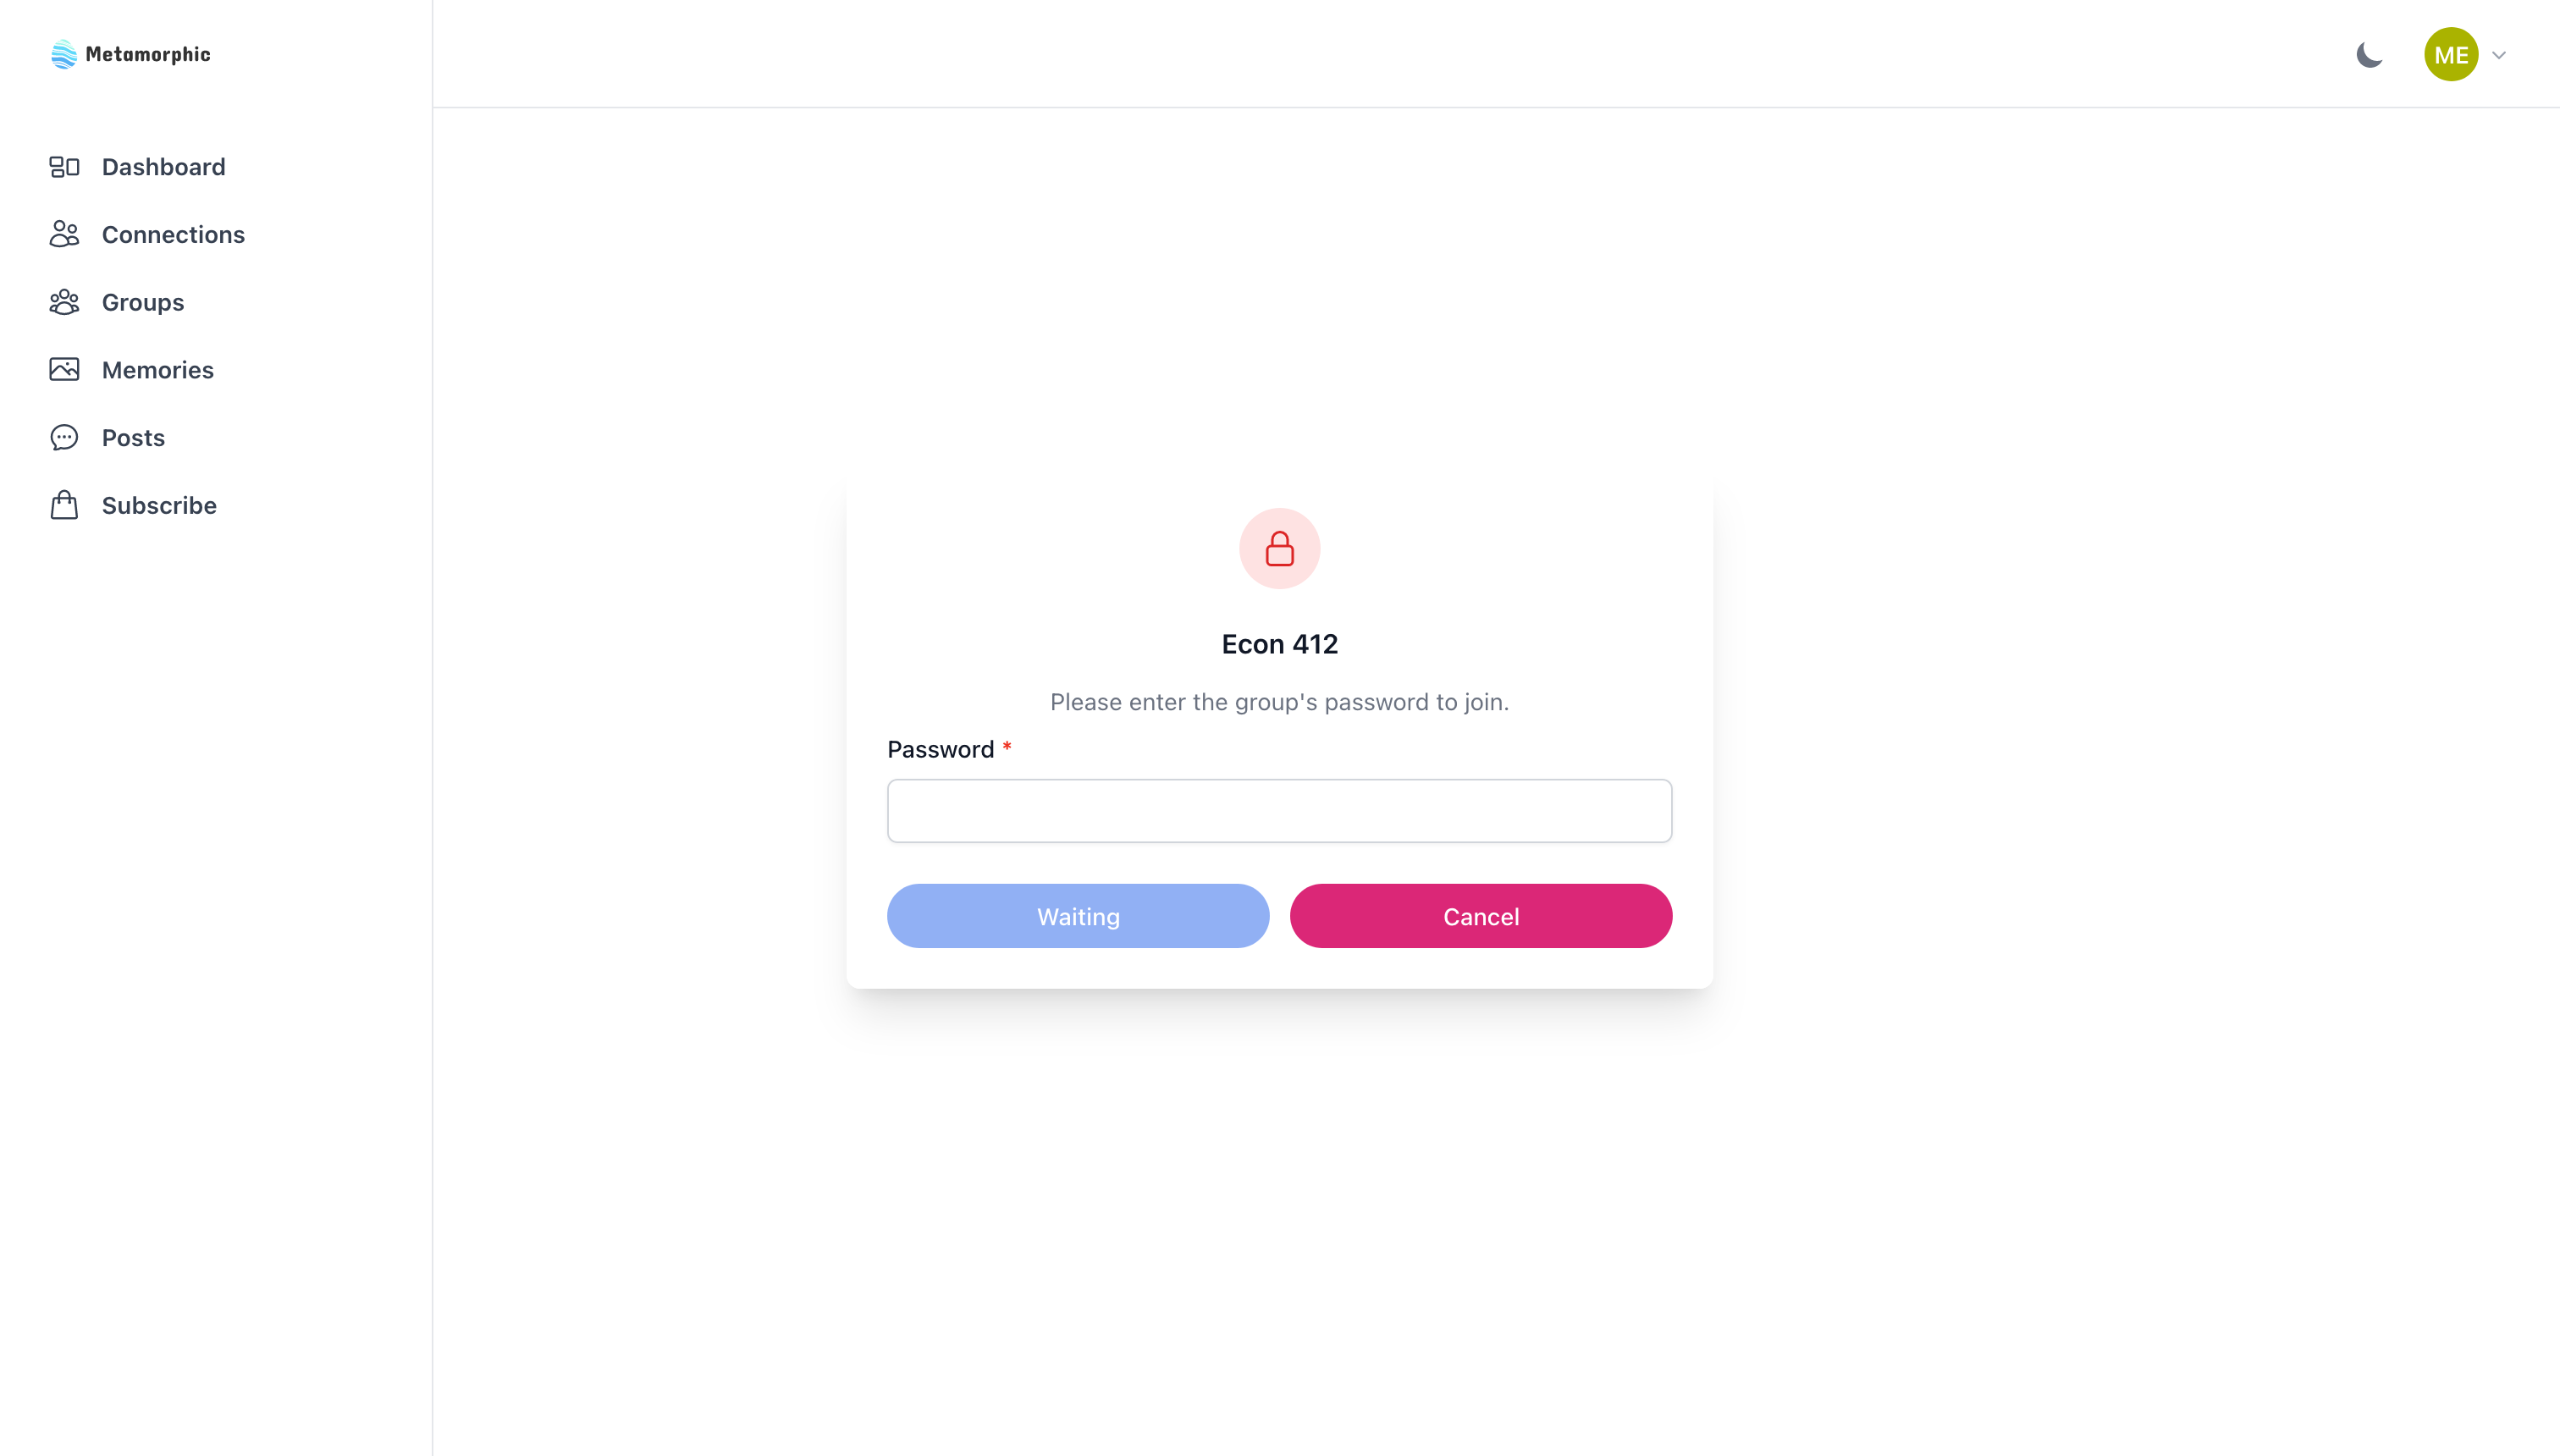 Metamorphic
ME
Dashboard
Connections
Groups
Memories
Posts
Subscribe
Econ 412
Please enter the group's password to join.
Password *
Waiting
Cancel